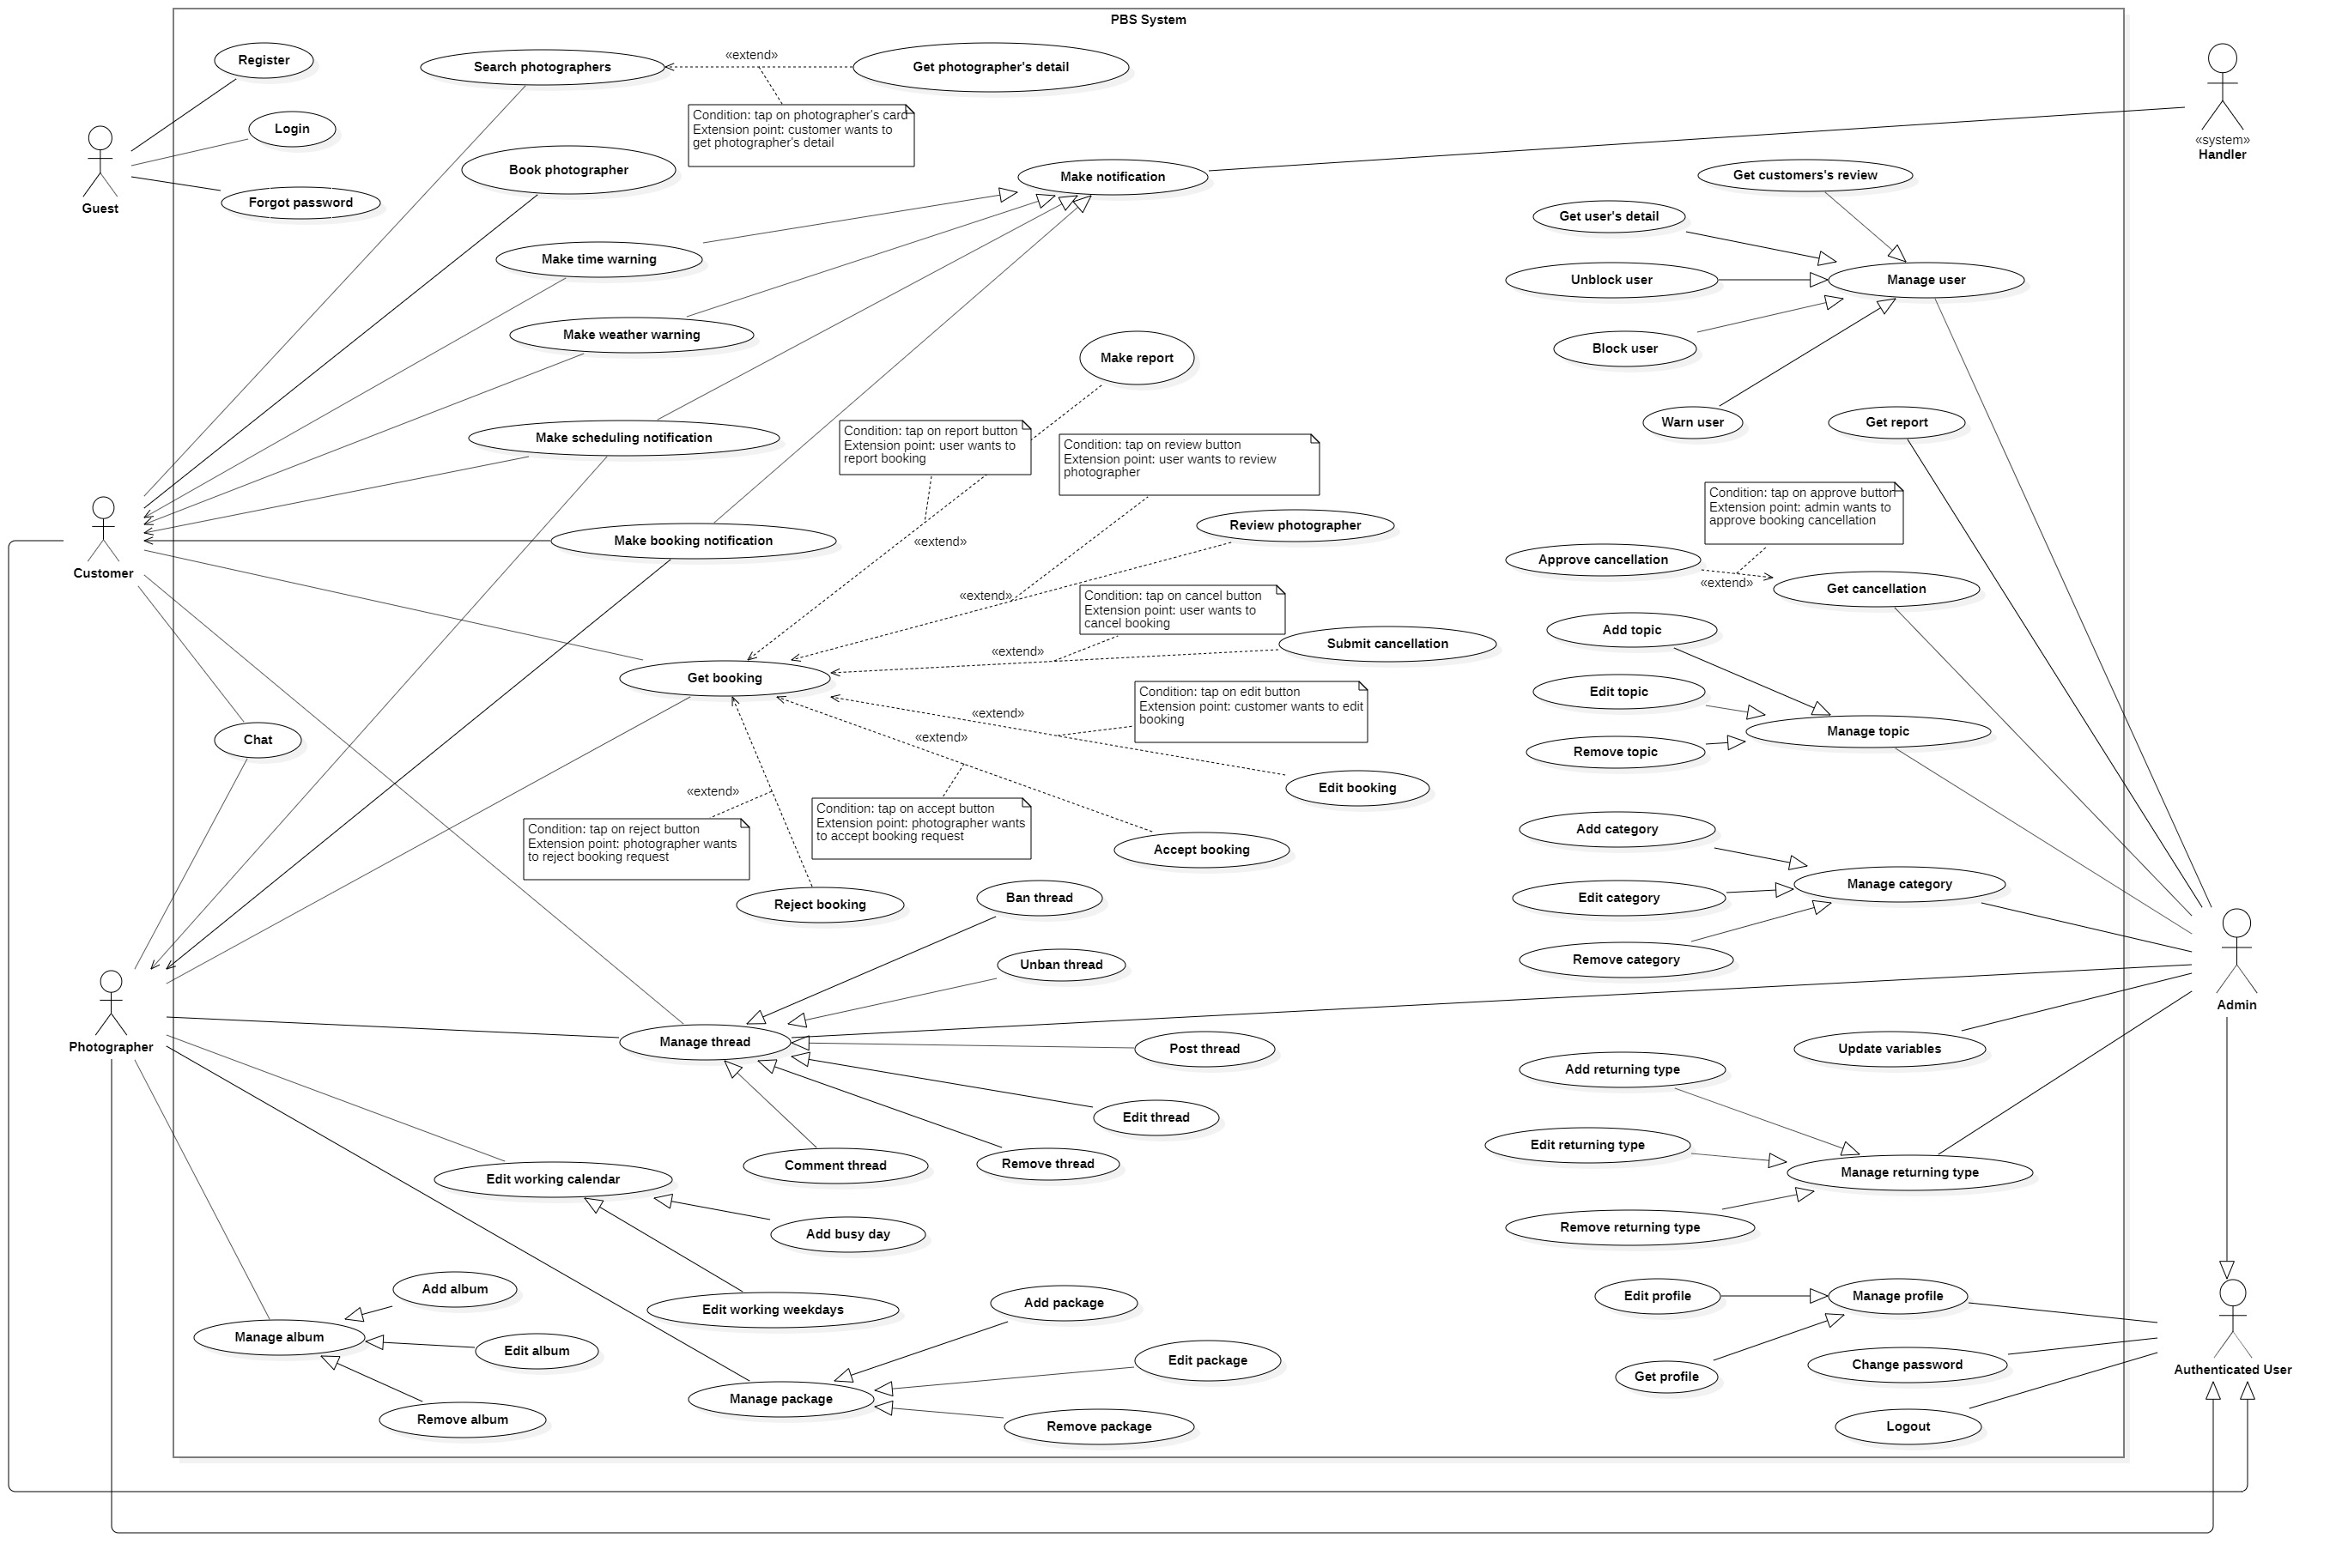 PBS System
Register
Search photographers
«extend»
Get photographer's detail
«system»
Handler
Condition: tap on photographer's card
Extension point: customer wants to
get photographer's detail
Login
Guest
Forgot password
Book photographer
Make notification
Get customers's review
Get user's detail
Make time warning
Unblock user
Manage user
Make weather warning
Block user
Make report
Warn user
Get report
Make scheduling notification
Condition: tap on report button
Extension point: user wants to
report booking
Condition: tap on review button
Extension point: user wants to review
photographer
Condition: tap on approve button
Extension point: admin wants to
approve booking cancellation
Review photographer
Make booking notification
«extend»
Customer
Approve cancellation
«extend»
Get cancellation
«extend»
Condition: tap on cancel button
Extension point: user wants to
cancel booking
Add topic
Submit cancellation
«extend»
Get booking
Edit topic
Condition: tap on edit button
Extension point: customer wants to edit
booking
«extend»
«extend»
Chat
Manage topic
Remove topic
Edit booking
«extend»
Condition: tap on accept button
Extension point: photographer wants
to accept booking request
Condition: tap on reject button
Extension point: photographer wants
to reject booking request
Accept booking
Add category
Manage category
Reject booking
Ban thread
Edit category
Unban thread
Remove category
Admin
Photographer
Manage thread
Post thread
Update variables
Add returning type
Edit thread
Edit returning type
Comment thread
Remove thread
Manage returning type
Edit working calendar
Add busy day
Remove returning type
Add album
Edit working weekdays
Add package
Edit profile
Manage profile
Manage album
Edit album
Edit package
Get profile
Change password
Authenticated User
Remove album
Manage package
Remove package
Logout